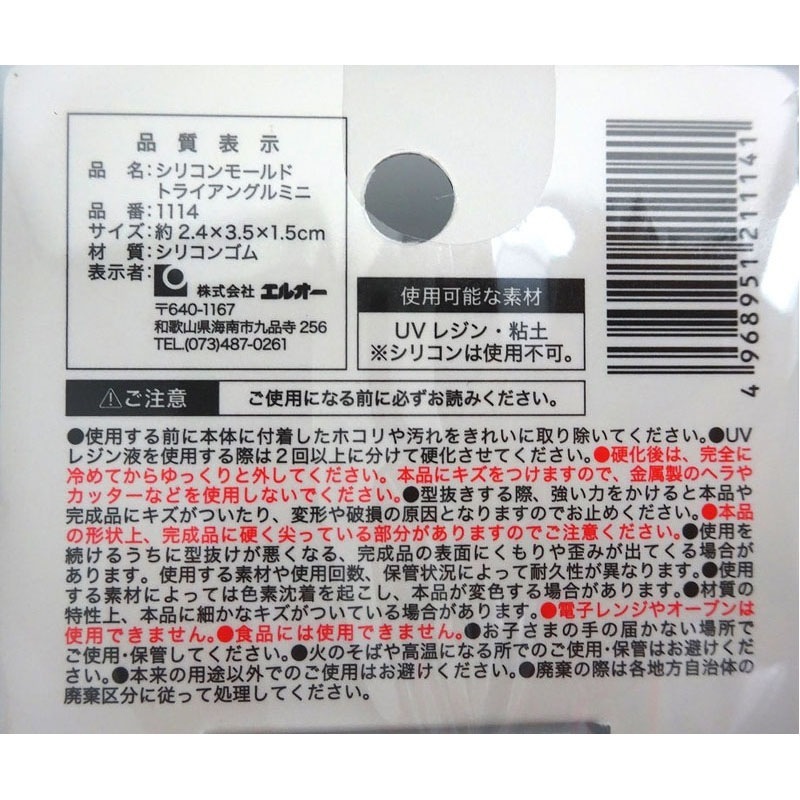 品質表示
品 名：シリコンモールド
トライアングルミニ
品 番：1114
サイズ：約2.4×3.5×1.5cm
材 質：シリコンゴム
表示者：
株式会社 エルオー
〒640-1167
和歌山県海南市九品寺256
TEL.(073)487-0261
使用可能な素材
UVレジン・粘土
※シリコンは使用不可。
4968951211141
⚠ご注意 ご使用になる前に必ずお読みください。
●使用する前に本体に付着したホコリや汚れをきれいに取り除いてください。●UV
レジン液を使用する際は2回以上に分けて硬化させてください。●硬化後は、完全に
冷めてからゆっくりと外してください。本品にキズをつけますので、金属製のヘラや
カッターなどを使用しないでください。●型抜きする際、強い力をかけると本品や
完成品にキズがついたり、変形や破損の原因となりますのでお止めください。●本品
の形状上、完成品に硬く尖っている部分がありますのでご注意ください。●使用を
続けるうちに型抜けが悪くなる、完成品の表面にくもりや歪みが出てくる場合が
あります。使用する素材や使用回数、保管状況によって耐久性が異なります。●使用
する素材によっては色素沈着を起こし、本品が変色する場合があります。●材質の
特性上、本品に細かなキズがついている場合があります。●電子レンジやオーブンは
使用できません。●食品には使用できません。●お子さまの手の届かない場所で
ご使用・保管してください。●火のそばや高温になる所でのご使用・保管はお避けくだ
さい。●本来の用途以外でのご使用はお避けください。●廃棄の際は各地方自治体の
廃棄区分に従って処理してください。